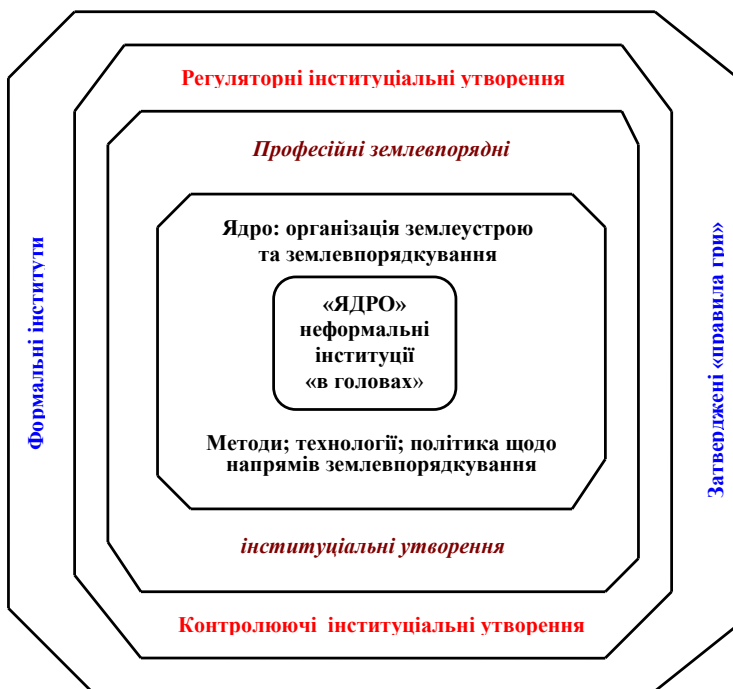 Регуляторні інституціальні утворення
Професійні землевпорядні
Ядро: організація землеустрою
та землевпорядкування
«ЯДРО»
неформальні
інституції
«в головах»
Методи; технології; політика щодо
напрямів землевпорядкування
інституціальні утворення
Контролюючі інституціальні утворення
Формальні інститути
Затверджені «правила гри»